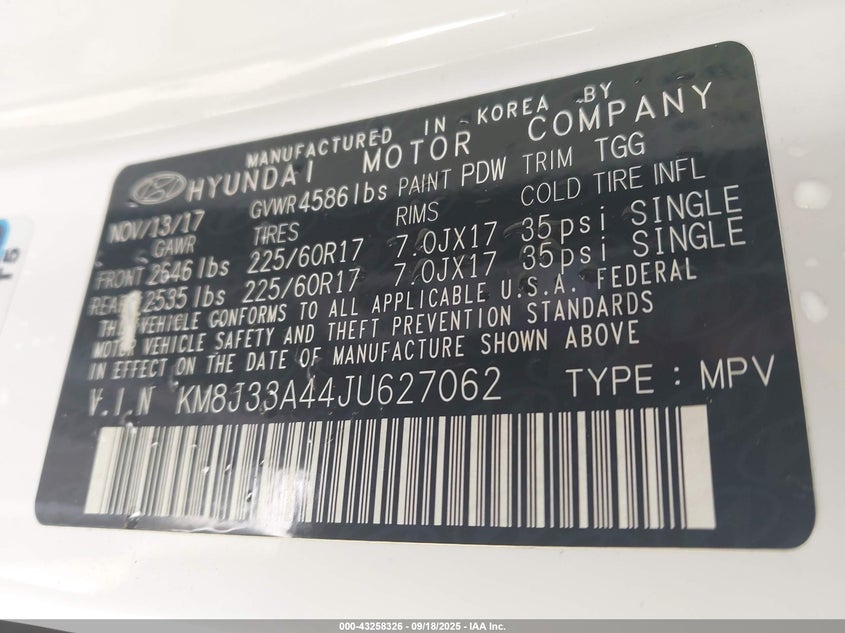 MANUFACTURED IN KOREA BY
HYUNDAI MOTOR COMPANY
NOV/13/17 GVWR 4586 lbs PAINT PDW TRIM TGG
GAWR TIRES RIMS COLD TIRE INFL
FRONT 2646 lbs 225/60R17 7.0JX17 35psi SINGLE
REAR 2535 lbs 225/60R17 7.0JX17 35psi SINGLE
THIS VEHICLE CONFORMS TO ALL APPLICABLE U.S.A. FEDERAL
MOTOR VEHICLE SAFETY AND THEFT PREVENTION STANDARDS
IN EFFECT ON THE DATE OF MANUFACTURE SHOWN ABOVE
V.I.N KM8J33A44JU627062 TYPE : MPV
000-43258326 - 09/18/2025 - IAA Inc.